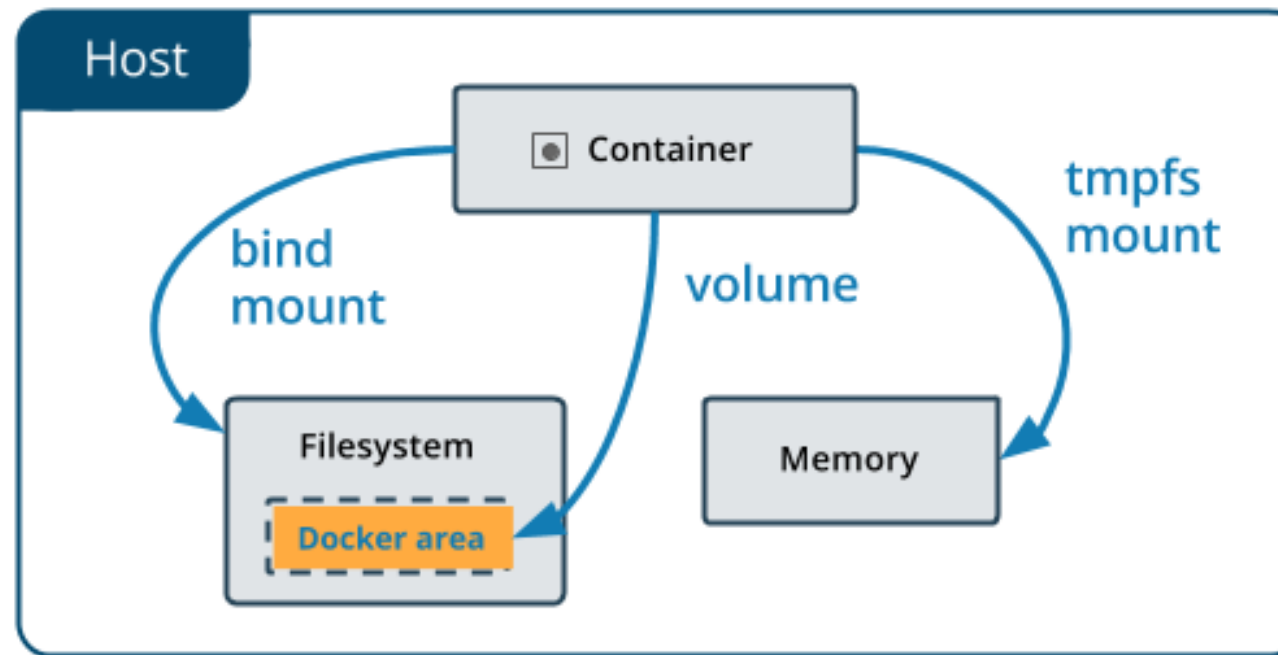 Host
Container
tmpfs
mount
bind
mount
volume
Filesystem
Memory
Docker area